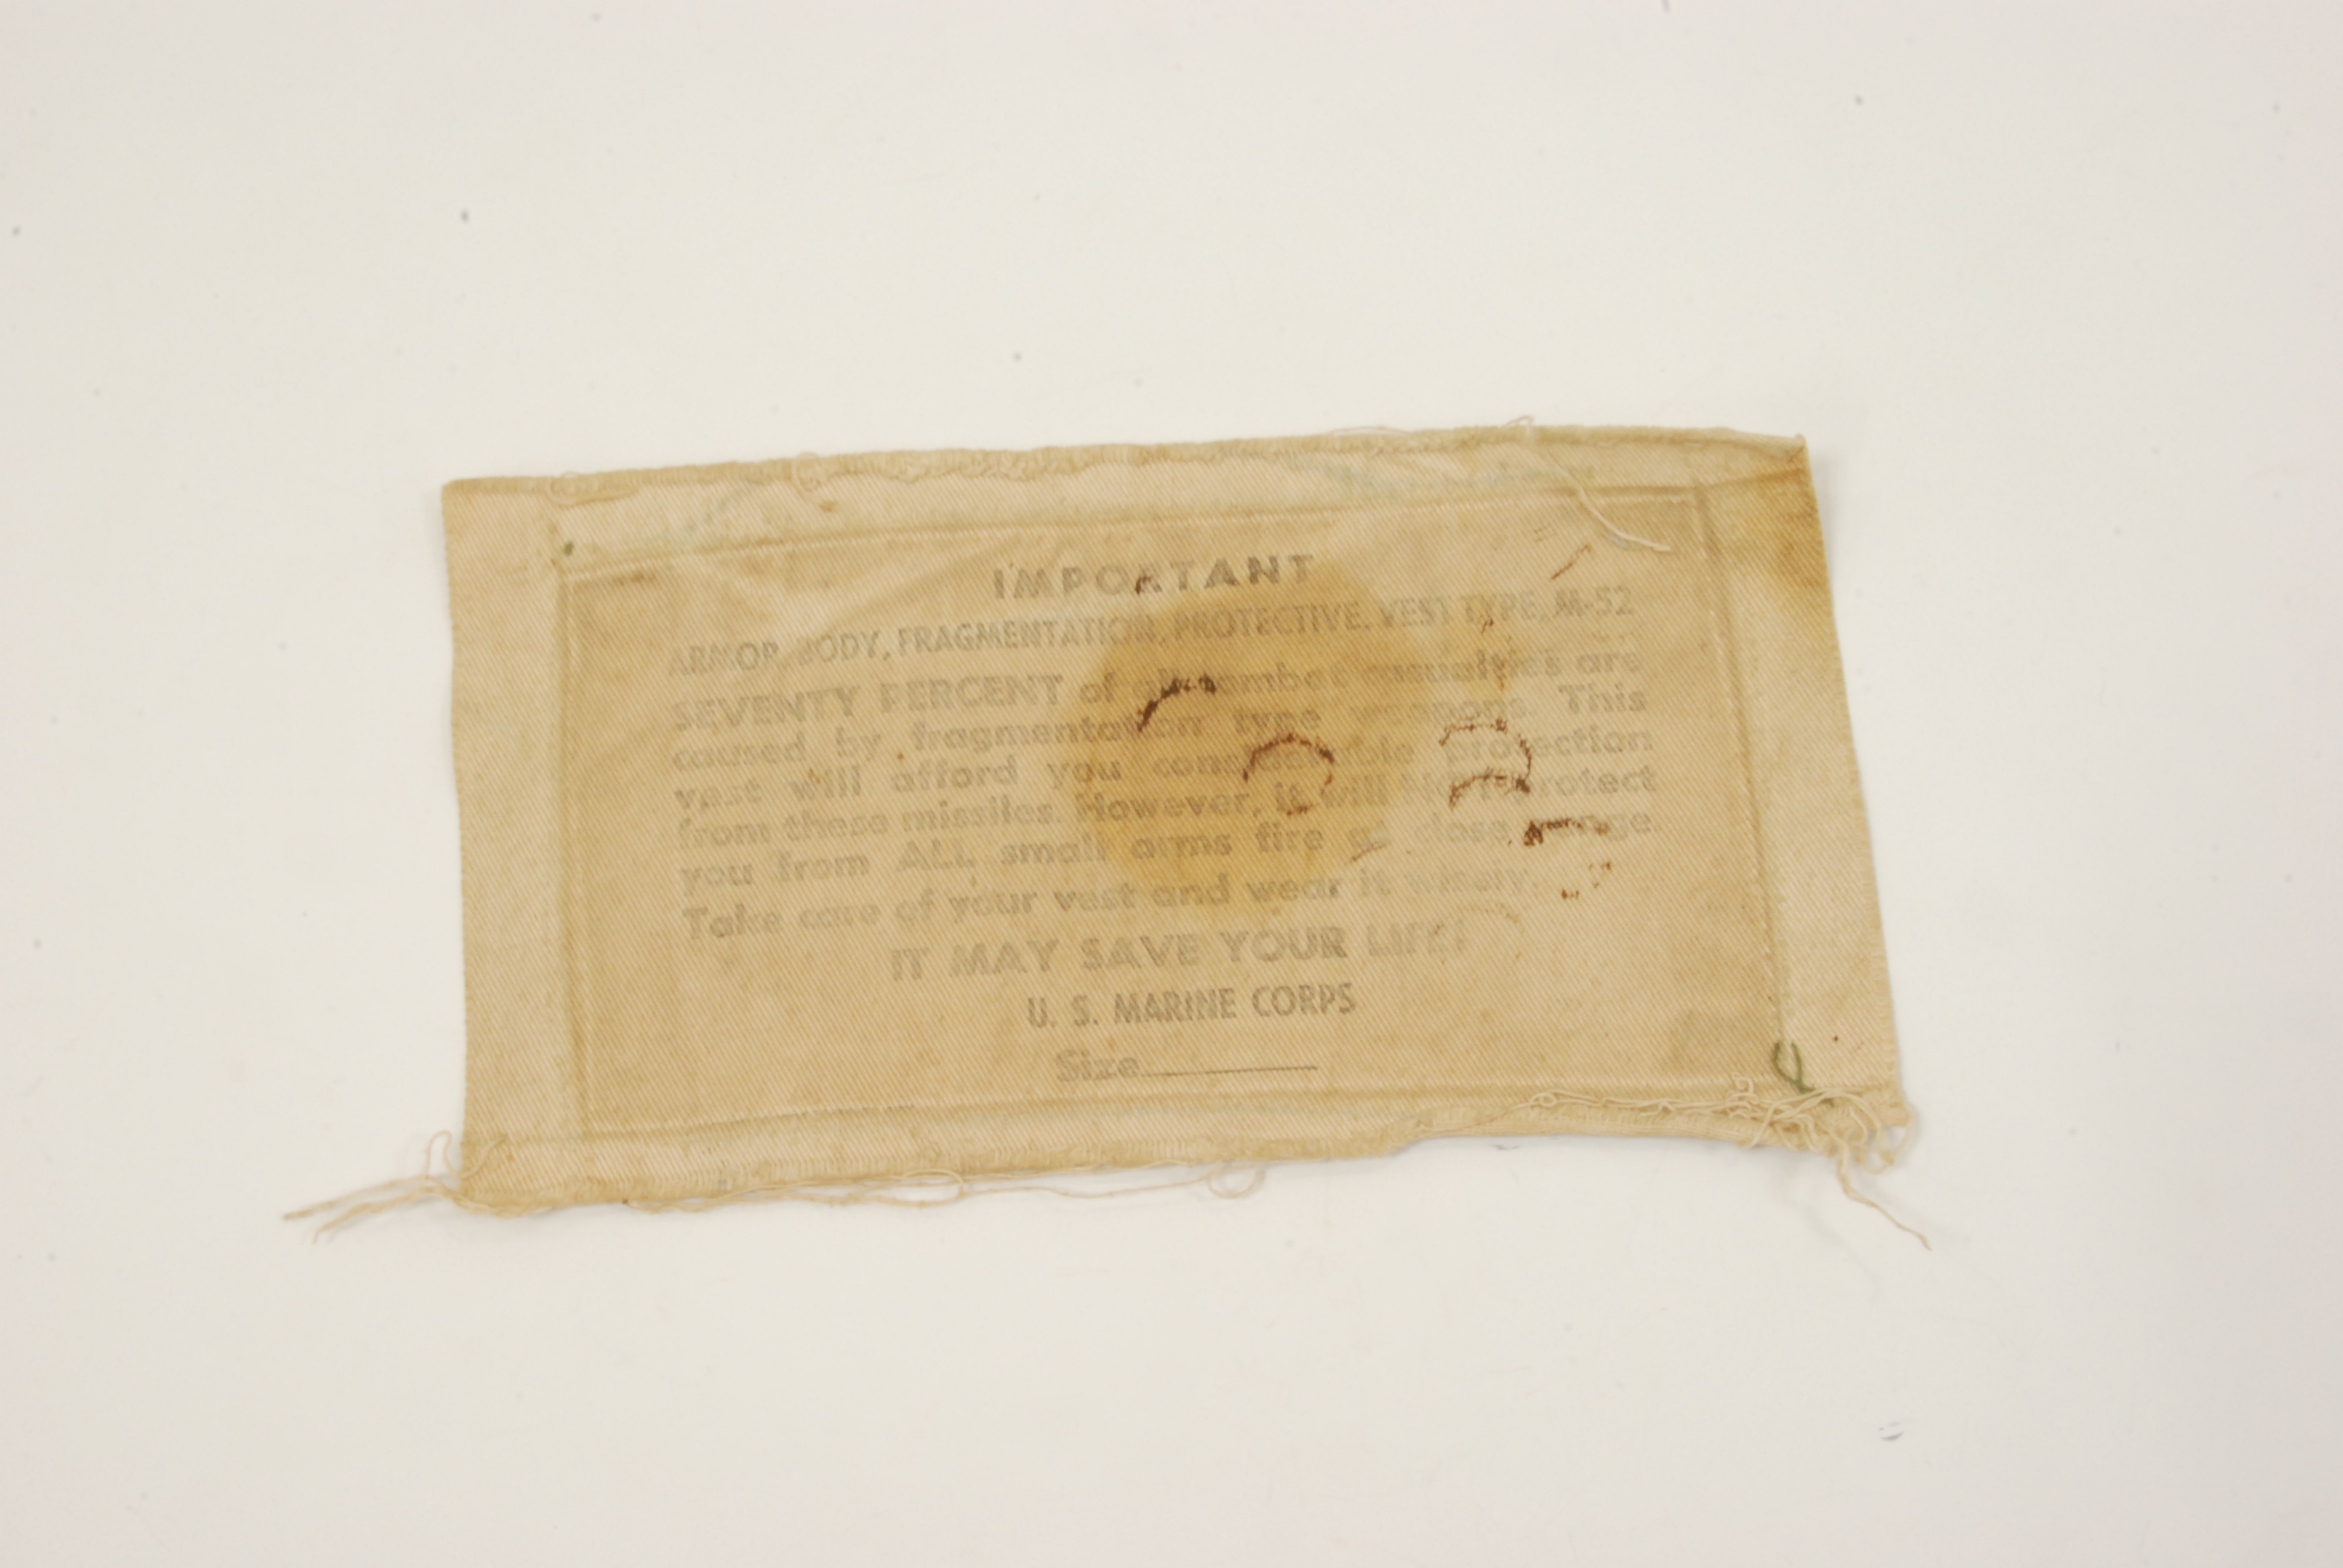 IMPORTANT
ARMOR, BODY, FRAGMENTATION, PROTECTIVE. VEST TYPE, M-52
SEVENTY PERCENT of all combat casualties are
caused by fragmentation type weapons. This
vest will afford you considerable protection
from these missiles. However, it will NOT protect
you from ALL small arms fire at close range.
Take care of your vest and wear it wisely.
IT MAY SAVE YOUR LIFE!
U. S. MARINE CORPS
Size